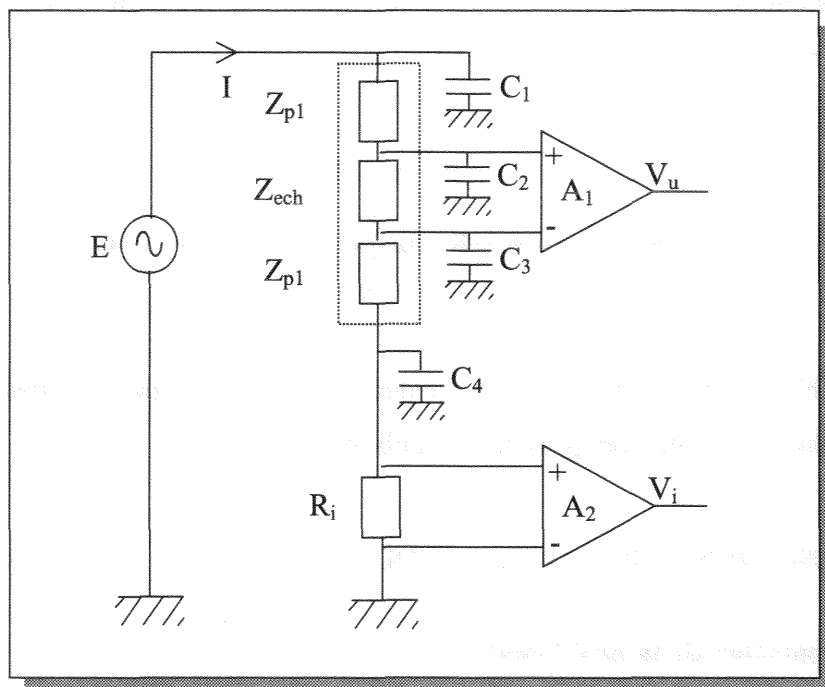 I
Z_p1
C_1
Z_ech
C_2
+
-
A_1
V_u
E
Z_p1
C_3
C_4
R_i
+
-
A_2
V_i